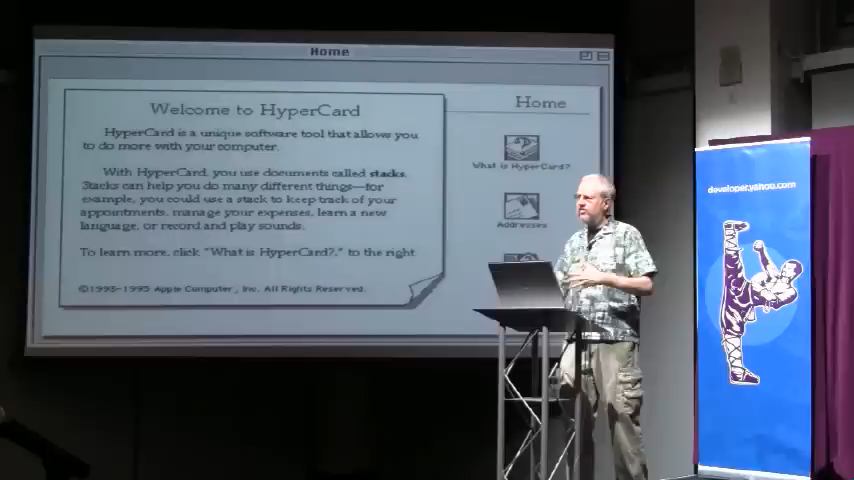 Home
Welcome to HyperCard
HyperCard is a unique software tool that allows you
to do more with your computer.
With HyperCard, you use documents called stacks.
Stacks can help you do many different things—for
example, you could use a stack to keep track of your
appointments, manage your expenses, learn a new
language, or record and play sounds.
To learn more, click "What is HyperCard?," to the right
Apple Computer, Inc. All Rights Reserved.
Home
What is HyperCard?
Addresses
developer.yahoo.com